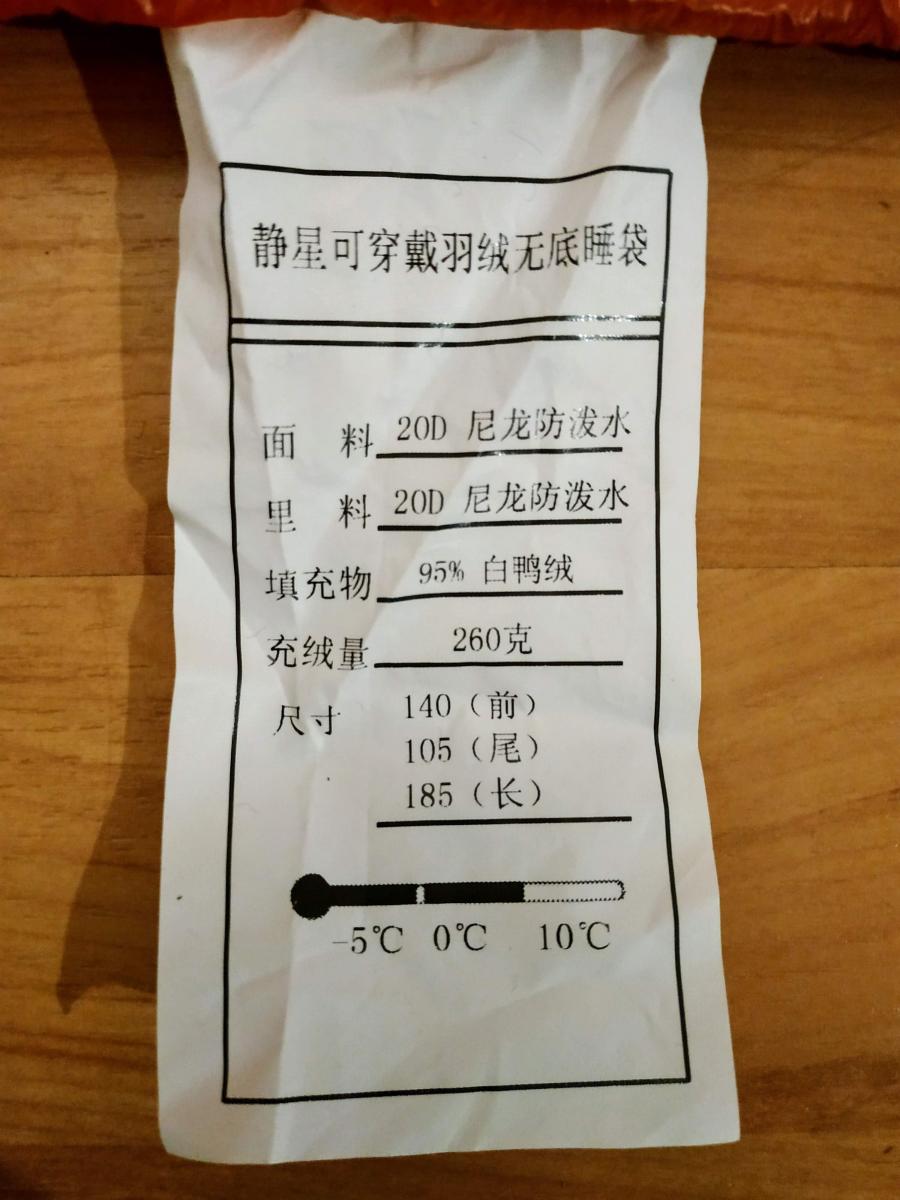 静星可穿戴羽绒无底睡袋
面 料 20D 尼龙防泼水
里 料 20D 尼龙防泼水
填充物 95% 白鸭绒
充绒量 260克
尺寸 140（前）
105（尾）
185（长）
-5℃ 0℃ 10℃